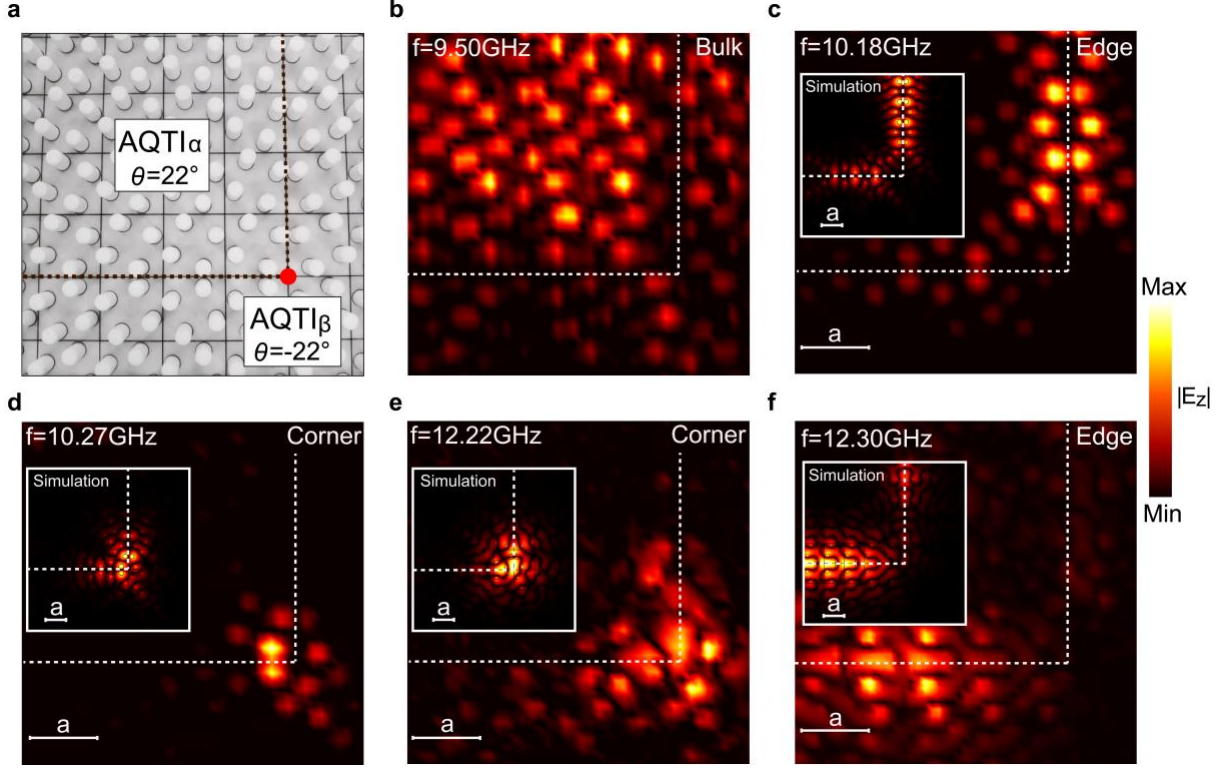 a
AQTIα
θ=22°
AQTIβ
θ=-22°
b
f=9.50GHz
Bulk
c
f=10.18GHz
Edge
Simulation
a
a
Max
|Ez|
Min
d
f=10.27GHz
Corner
Simulation
a
a
e
f=12.22GHz
Corner
Simulation
a
a
f
f=12.30GHz
Edge
Simulation
a
a